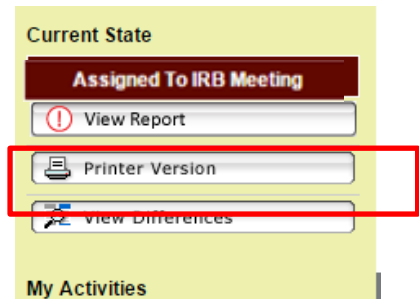 Current State
Assigned To IRB Meeting
View Report
Printer Version
View Differences
My Activities